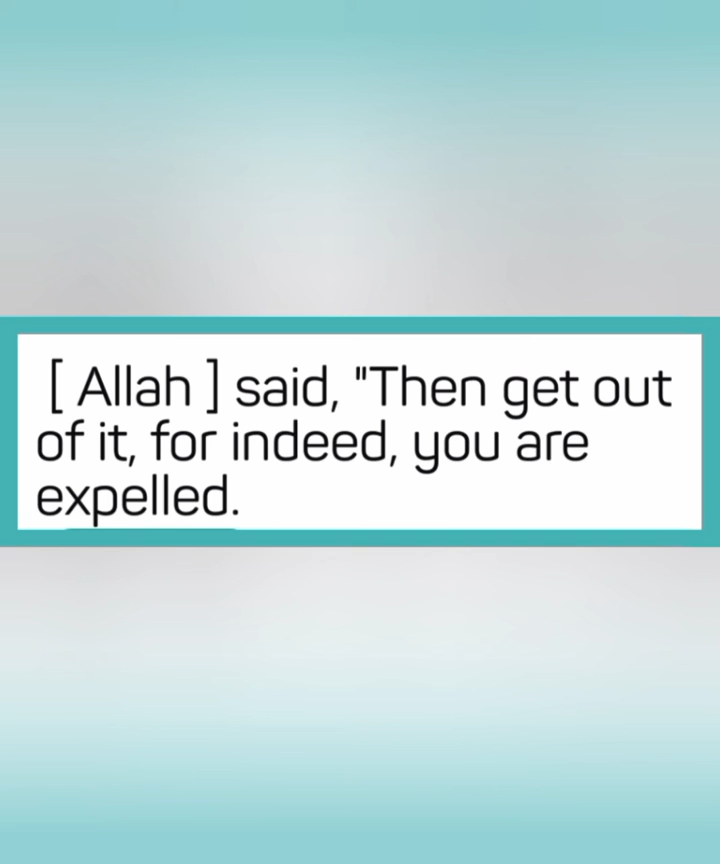 [ Allah ] said, "Then get out
of it, for indeed, you are
expelled.